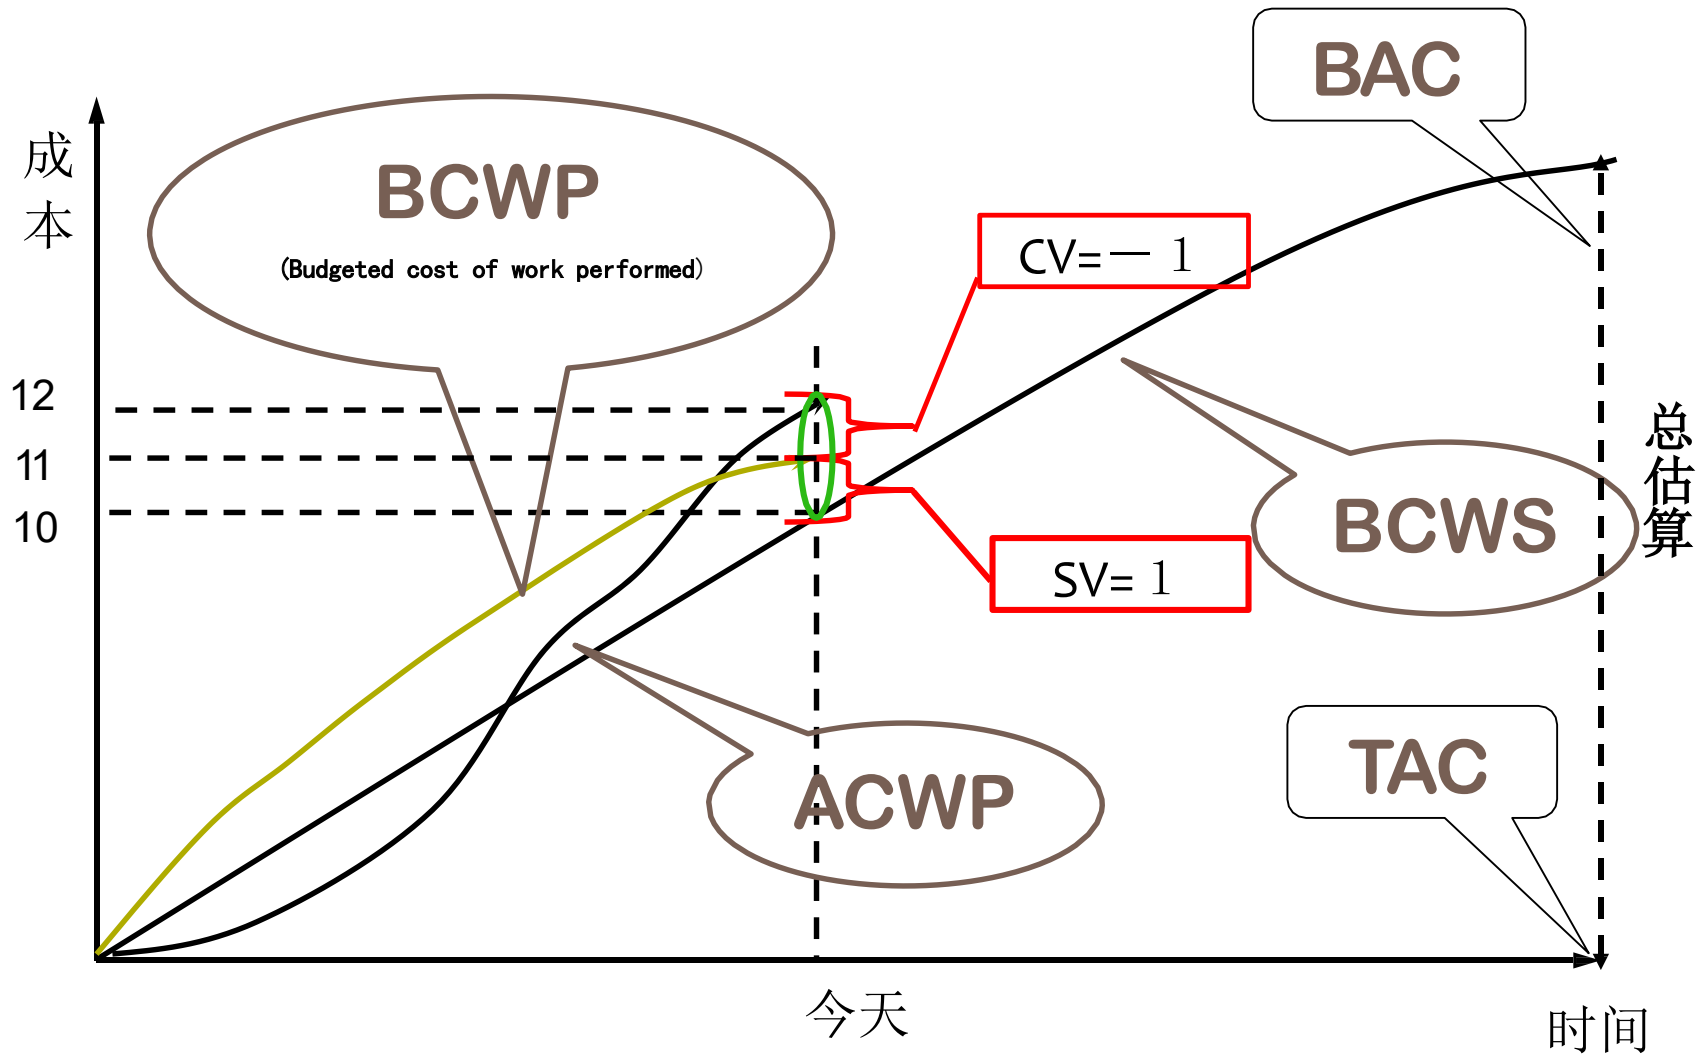 BAC
成
本
BCWP
(Budgeted cost of work performed)
CV=－１
12
11
10
总
估
算
BCWS
SV=１
TAC
ACWP
今天
时间